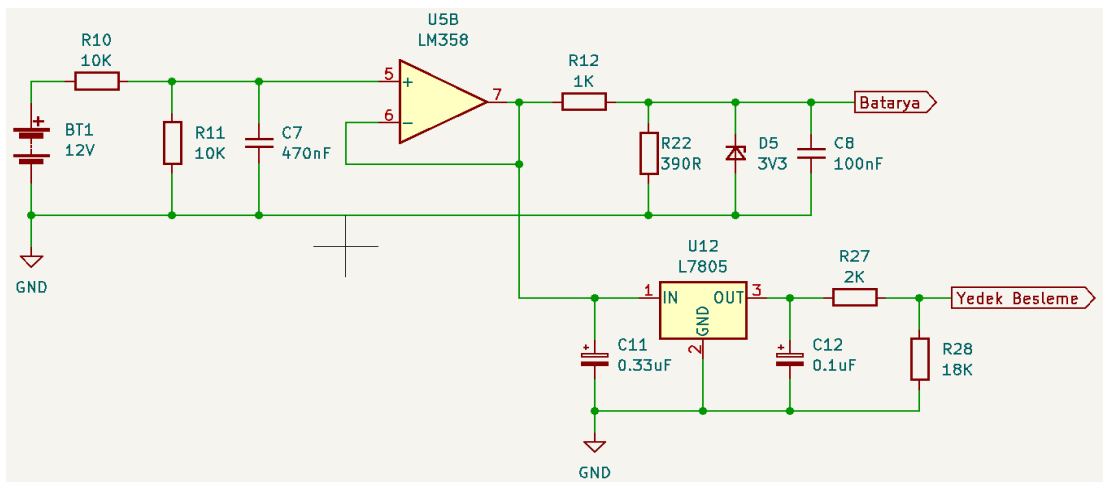 U5B
LM358
R10
10K
R12
1K
5
+
7
6
−
Batarya
+
BT1
12V
R11
10K
C7
470nF
R22
390R
D5
3V3
C8
100nF
GND
U12
L7805
R27
2K
1
IN
OUT
3
GND
2
Yedek Besleme
+
C11
0.33uF
+
C12
0.1uF
R28
18K
GND